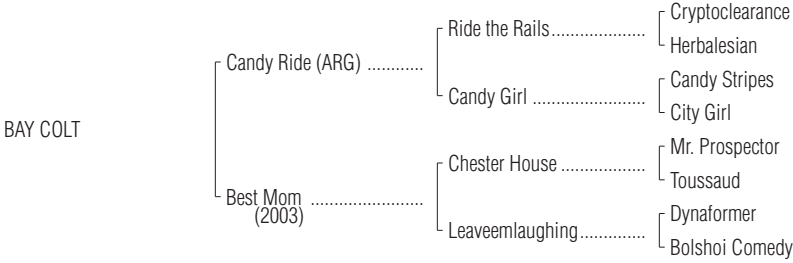 Cryptoclearance
Ride the Rails.....................
Herbalesian
Candy Ride (ARG) ............
Candy Stripes
Candy Girl .........................
City Girl
BAY COLT
Mr. Prospector
Chester House ..................
Toussaud
Best Mom ........................
(2003)
Dynaformer
Leaveemlaughing..............
Bolshoi Comedy